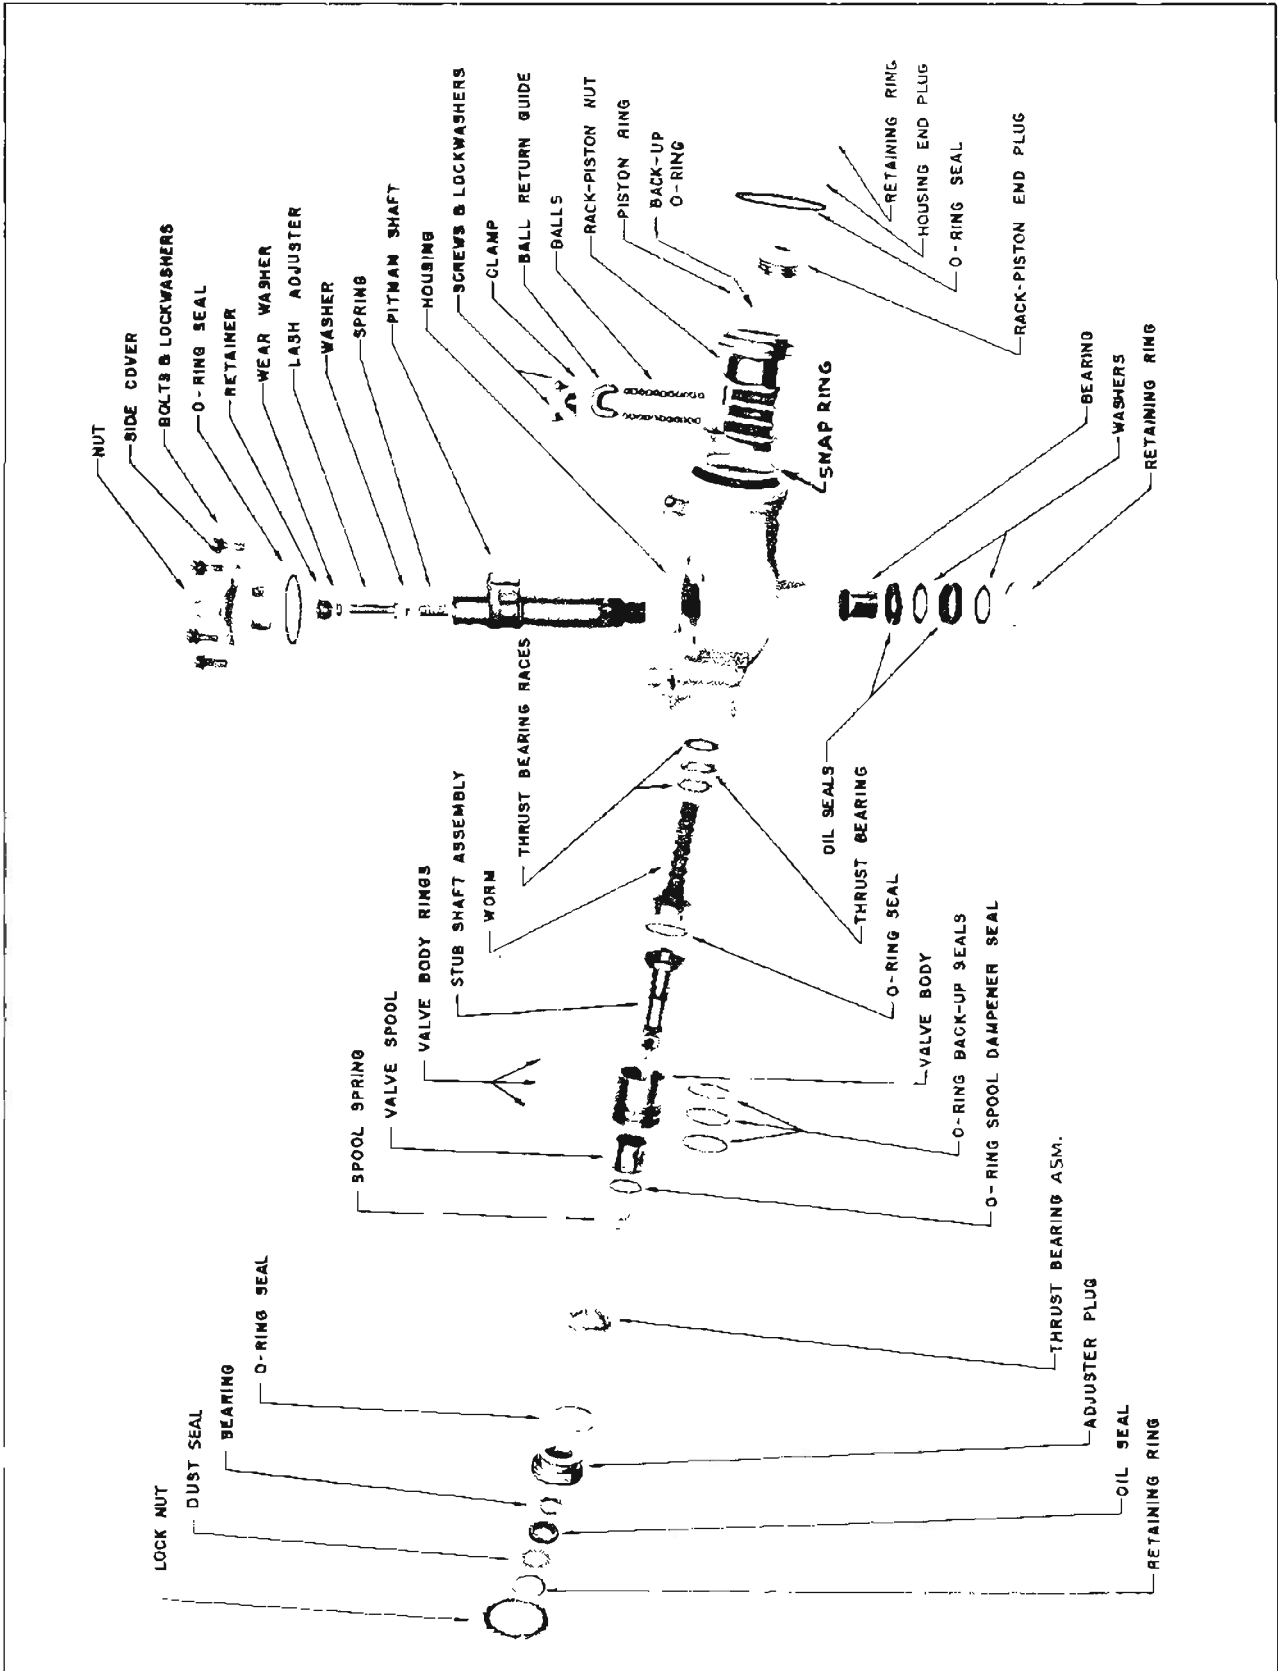 NUT
SIDE COVER
BOLTS & LOCKWASHERS
O-RING SEAL
RETAINER
WEAR WASHER
LASH ADJUSTER
WASHER
SPRING
PITMAN SHAFT
HOUSING
SCREWS & LOCKWASHERS
CLAMP
BALL RETURN GUIDE
BALLS
RACK-PISTON NUT
PISTON RING
BACK-UP
O-RING
RETAINING RING
HOUSING END PLUG
O-RING SEAL
RACK-PISTON END PLUG
SNAP RING
BEARING
WASHERS
RETAINING RING
OIL SEALS
THRUST BEARING RACES
THRUST BEARING
WORM
STUB SHAFT ASSEMBLY
O-RING SEAL
VALVE BODY RINGS
VALVE BODY
VALVE SPOOL
O-RING BACK-UP SEALS
SPOOL SPRING
O-RING SPOOL DAMPENER SEAL
THRUST BEARING ASM.
O-RING SEAL
ADJUSTER PLUG
BEARING
OIL SEAL
DUST SEAL
RETAINING RING
LOCK NUT